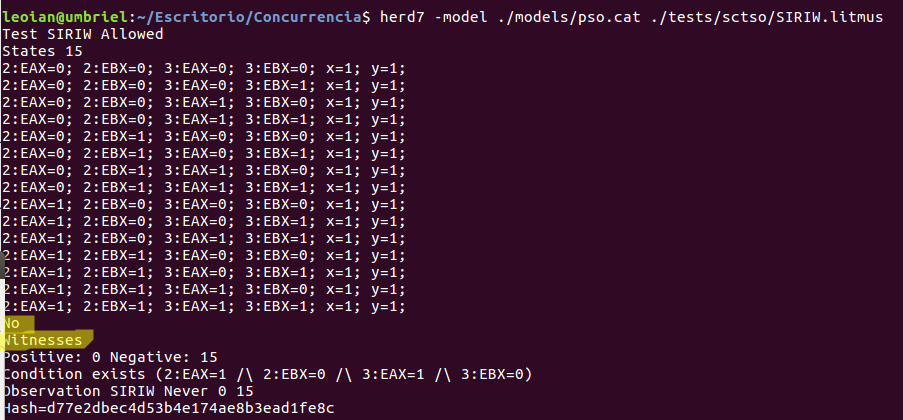 leoian@umbriel:~/Escritorio/Concurrencia$ herd7 -model ./models/pso.cat ./tests/sctso/SIRIW.litmus
Test SIRIW Allowed
States 15
2:EAX=0; 2:EBX=0; 3:EAX=0; 3:EBX=0; x=1; y=1;
2:EAX=0; 2:EBX=0; 3:EAX=0; 3:EBX=1; x=1; y=1;
2:EAX=0; 2:EBX=0; 3:EAX=1; 3:EBX=0; x=1; y=1;
2:EAX=0; 2:EBX=0; 3:EAX=1; 3:EBX=1; x=1; y=1;
2:EAX=0; 2:EBX=1; 3:EAX=0; 3:EBX=0; x=1; y=1;
2:EAX=0; 2:EBX=1; 3:EAX=0; 3:EBX=1; x=1; y=1;
2:EAX=0; 2:EBX=1; 3:EAX=1; 3:EBX=0; x=1; y=1;
2:EAX=0; 2:EBX=1; 3:EAX=1; 3:EBX=1; x=1; y=1;
2:EAX=1; 2:EBX=0; 3:EAX=0; 3:EBX=0; x=1; y=1;
2:EAX=1; 2:EBX=0; 3:EAX=0; 3:EBX=1; x=1; y=1;
2:EAX=1; 2:EBX=0; 3:EAX=1; 3:EBX=1; x=1; y=1;
2:EAX=1; 2:EBX=1; 3:EAX=0; 3:EBX=0; x=1; y=1;
2:EAX=1; 2:EBX=1; 3:EAX=0; 3:EBX=1; x=1; y=1;
2:EAX=1; 2:EBX=1; 3:EAX=1; 3:EBX=0; x=1; y=1;
2:EAX=1; 2:EBX=1; 3:EAX=1; 3:EBX=1; x=1; y=1;
No
Witnesses
Positive: 0 Negative: 15
Condition exists (2:EAX=1 /\ 2:EBX=0 /\ 3:EAX=1 /\ 3:EBX=0)
Observation SIRIW Never 0 15
Hash=d77e2dbec4d53b4e174ae8b3ead1fe8c